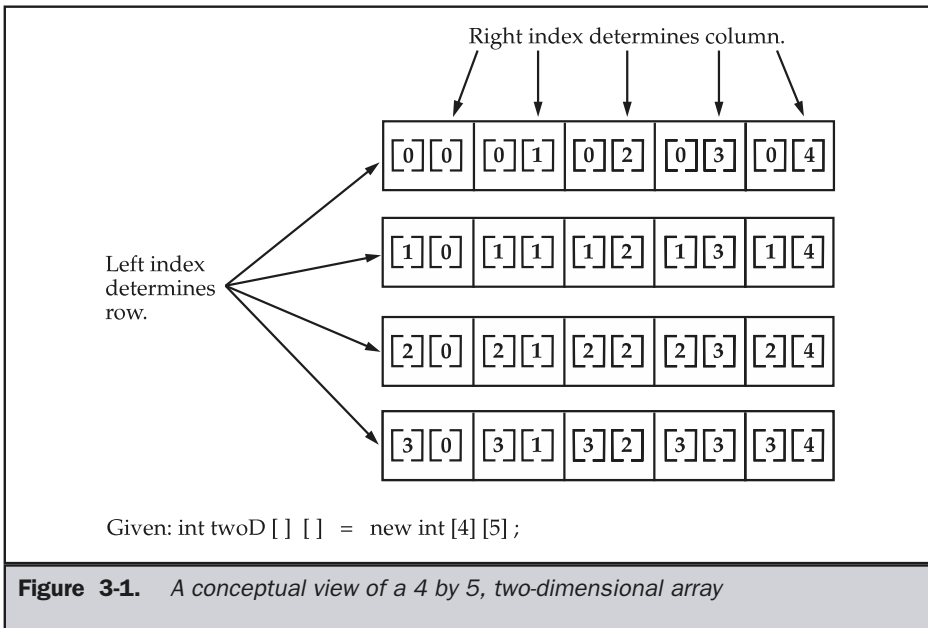 Right index determines column.
[0][0] [0][1] [0][2] [0][3] [0][4]
[1][0] [1][1] [1][2] [1][3] [1][4]
Left index
determines
row.
[2][0] [2][1] [2][2] [2][3] [2][4]
[3][0] [3][1] [3][2] [3][3] [3][4]
Given: int twoD [ ] [ ] = new int [4] [5] ;
Figure 3-1. A conceptual view of a 4 by 5, two-dimensional array